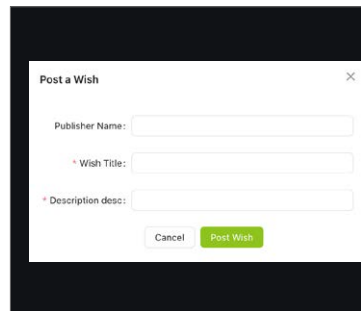 Post a Wish
Publisher Name:
* Wish Title:
* Description desc:
Cancel Post Wish